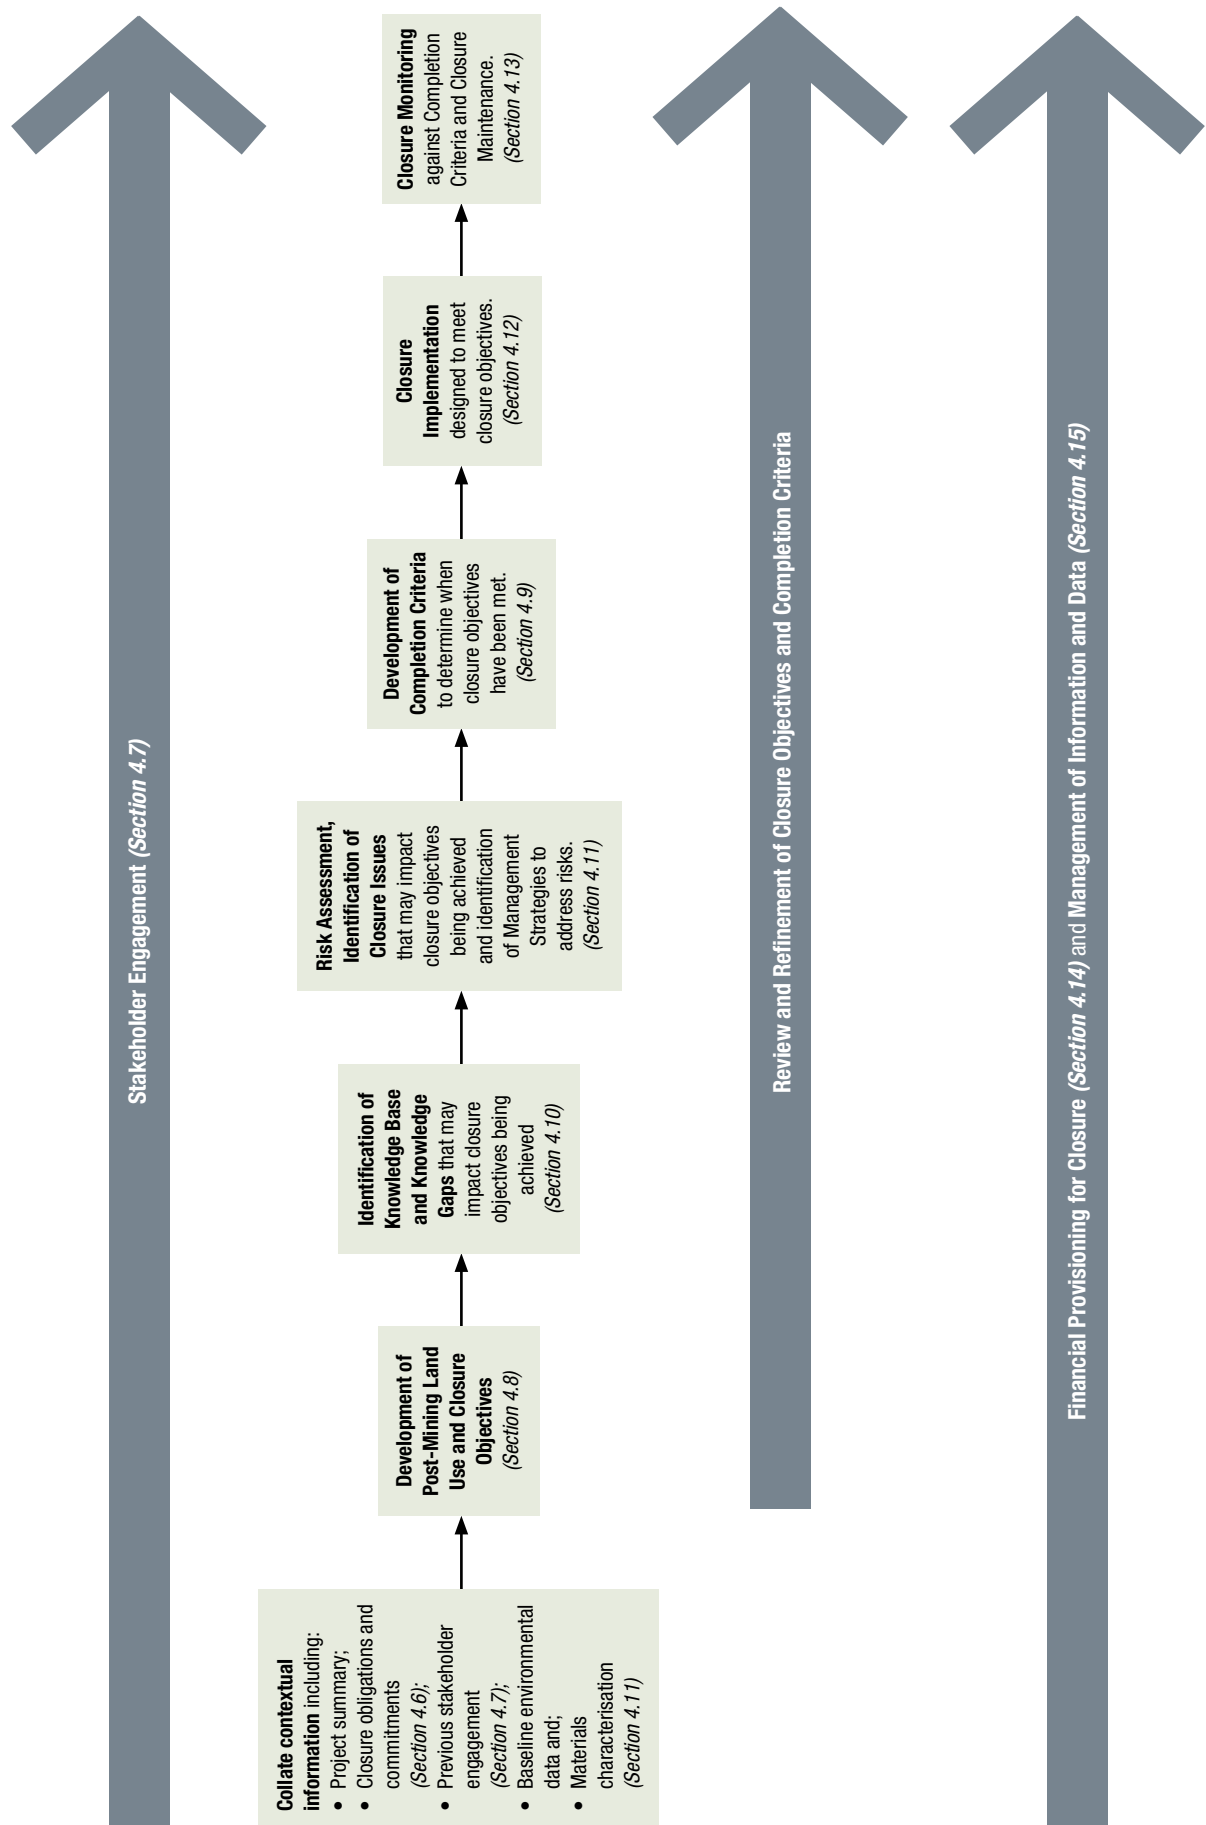 Stakeholder Engagement (Section 4.7)
Collate contextual
information including:
• Project summary;
• Closure obligations and
commitments
(Section 4.6);
• Previous stakeholder
engagement
(Section 4.7);
• Baseline environmental
data and;
• Materials
characterisation
(Section 4.11)
Development of
Post-Mining Land
Use and Closure
Objectives
(Section 4.8)
Identification of
Knowledge Base
and Knowledge
Gaps that may
impact closure
objectives being
achieved
(Section 4.10)
Risk Assessment,
Identification of
Closure Issues
that may impact
closure objectives
being achieved
and identification
of Management
Strategies to
address risks.
(Section 4.11)
Development of
Completion Criteria
to determine when
closure objectives
have been met.
(Section 4.9)
Closure
Implementation
designed to meet
closure objectives.
(Section 4.12)
Closure Monitoring
against Completion
Criteria and Closure
Maintenance.
(Section 4.13)
Review and Refinement of Closure Objectives and Completion Criteria
Financial Provisioning for Closure (Section 4.14) and Management of Information and Data (Section 4.15)